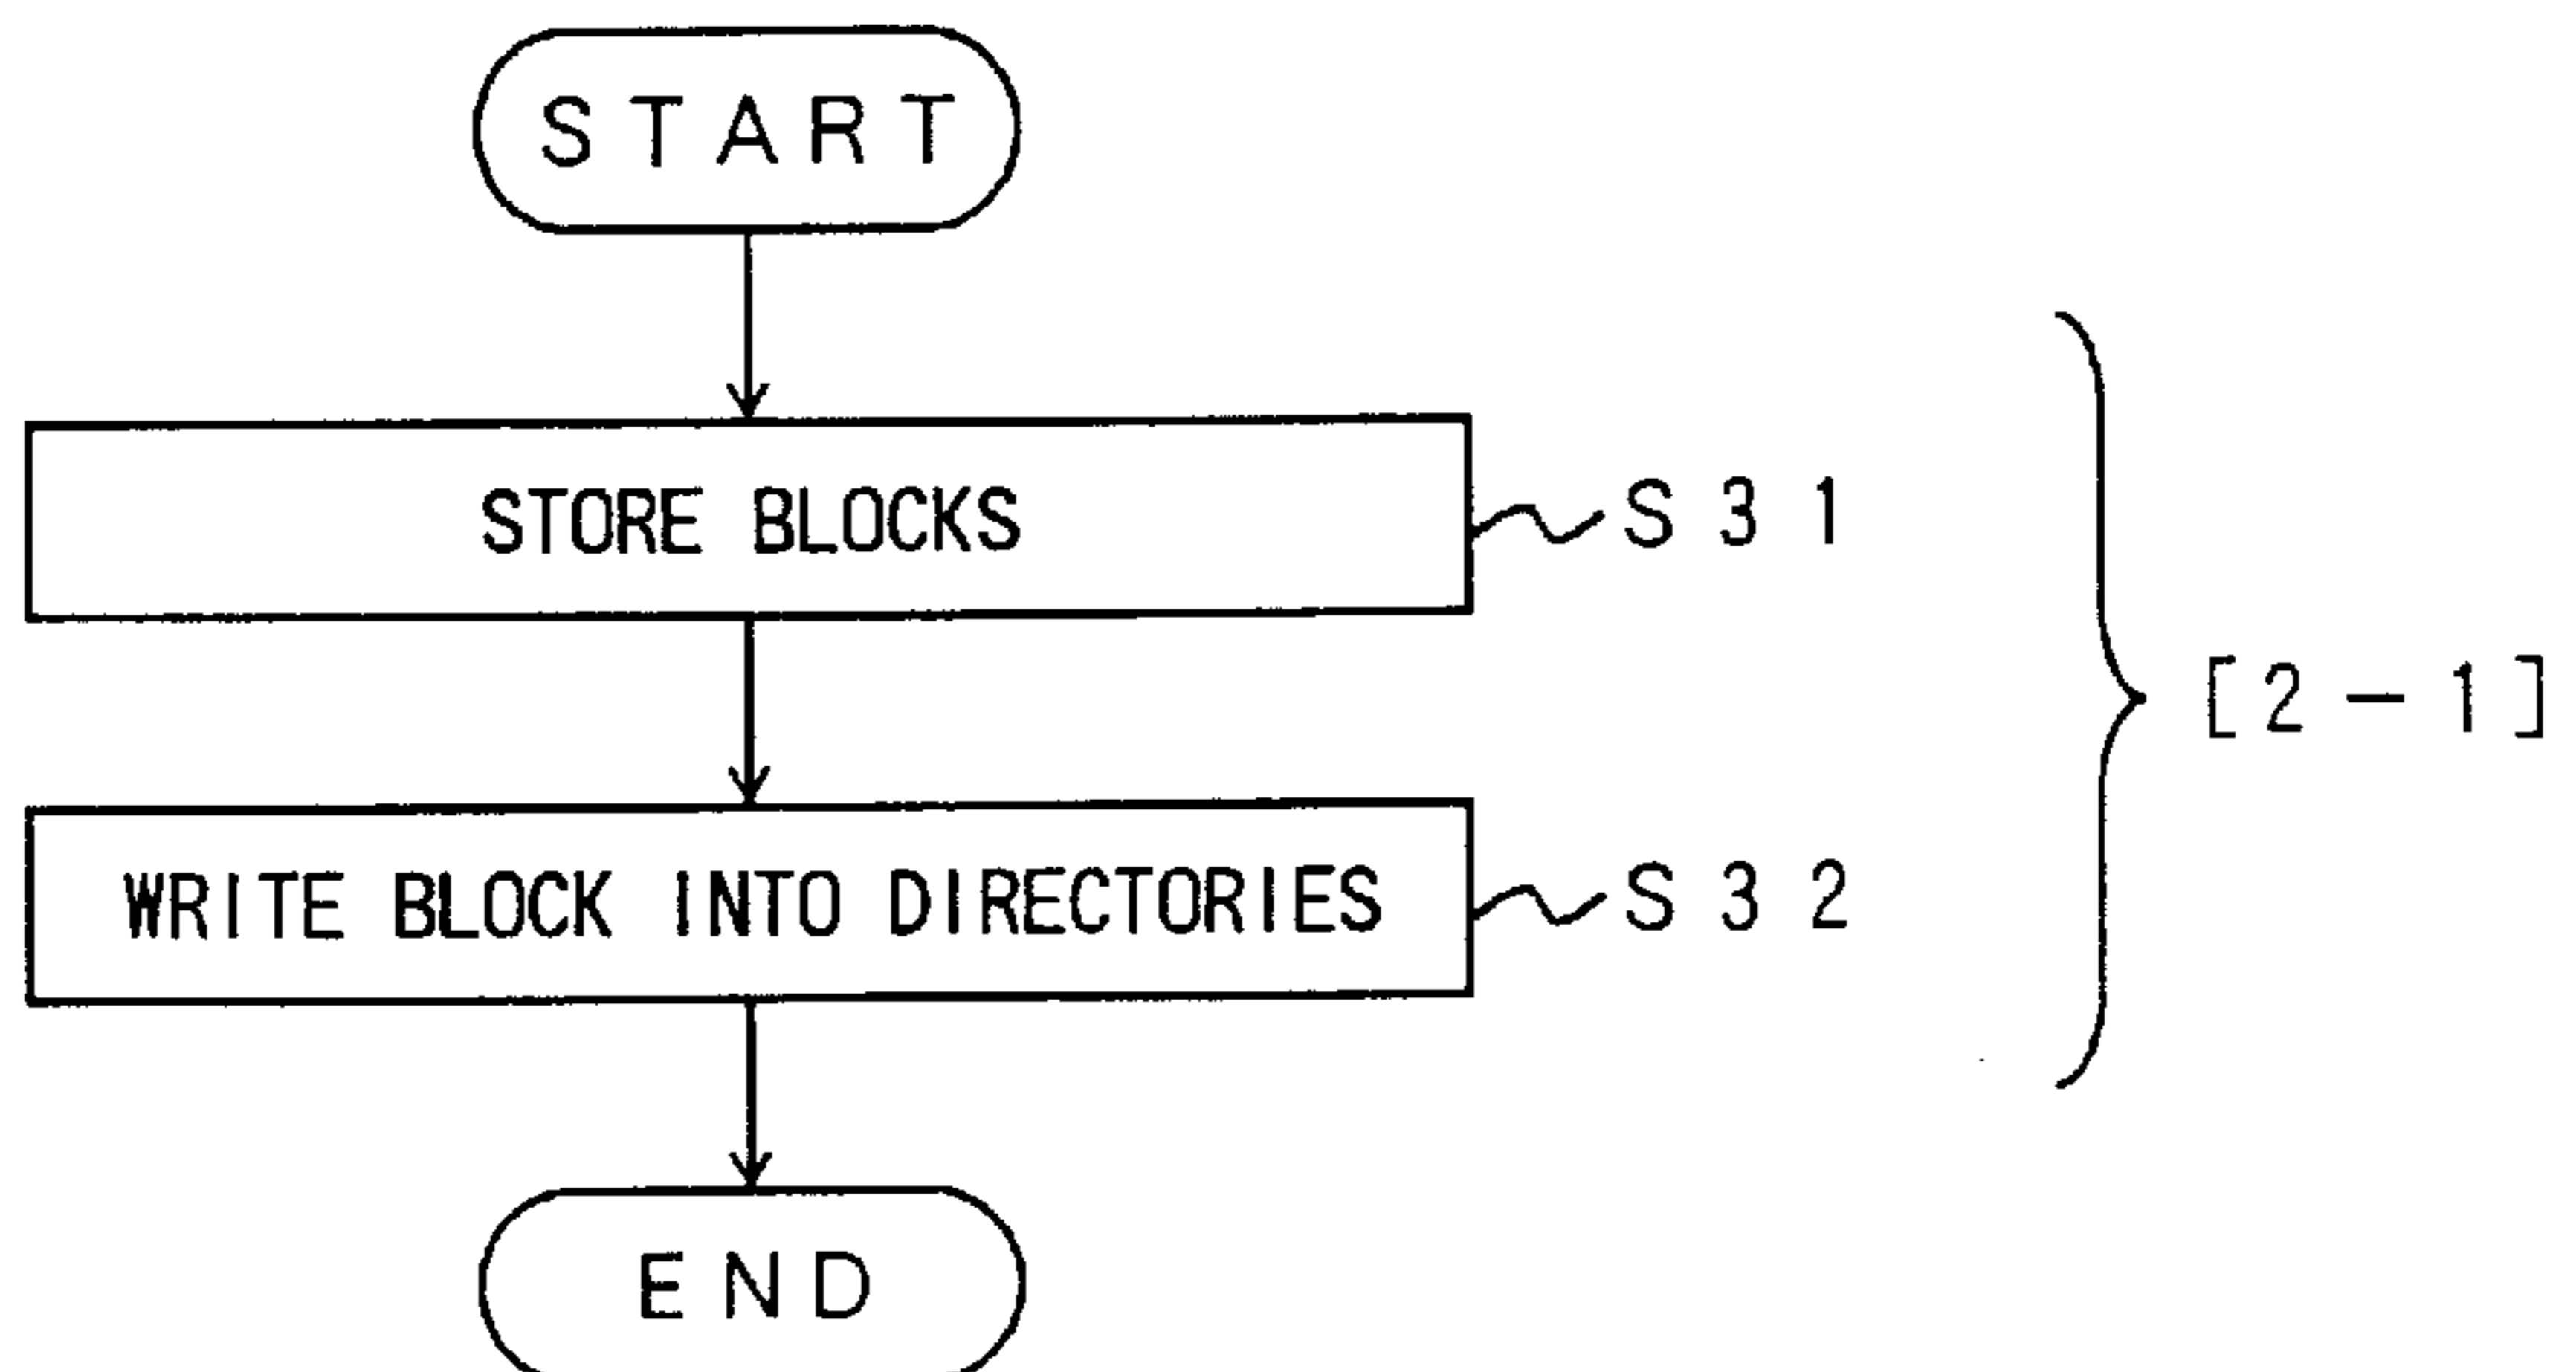 START
STORE BLOCKS
S31
[2-1]
WRITE BLOCK INTO DIRECTORIES
S32
END